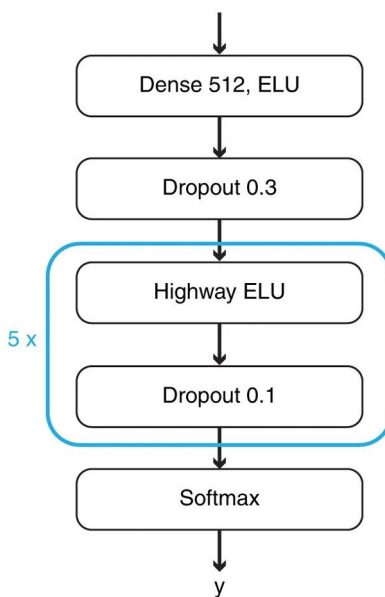 Dense 512, ELU
Dropout 0.3
Highway ELU
5 x
Dropout 0.1
Softmax
y